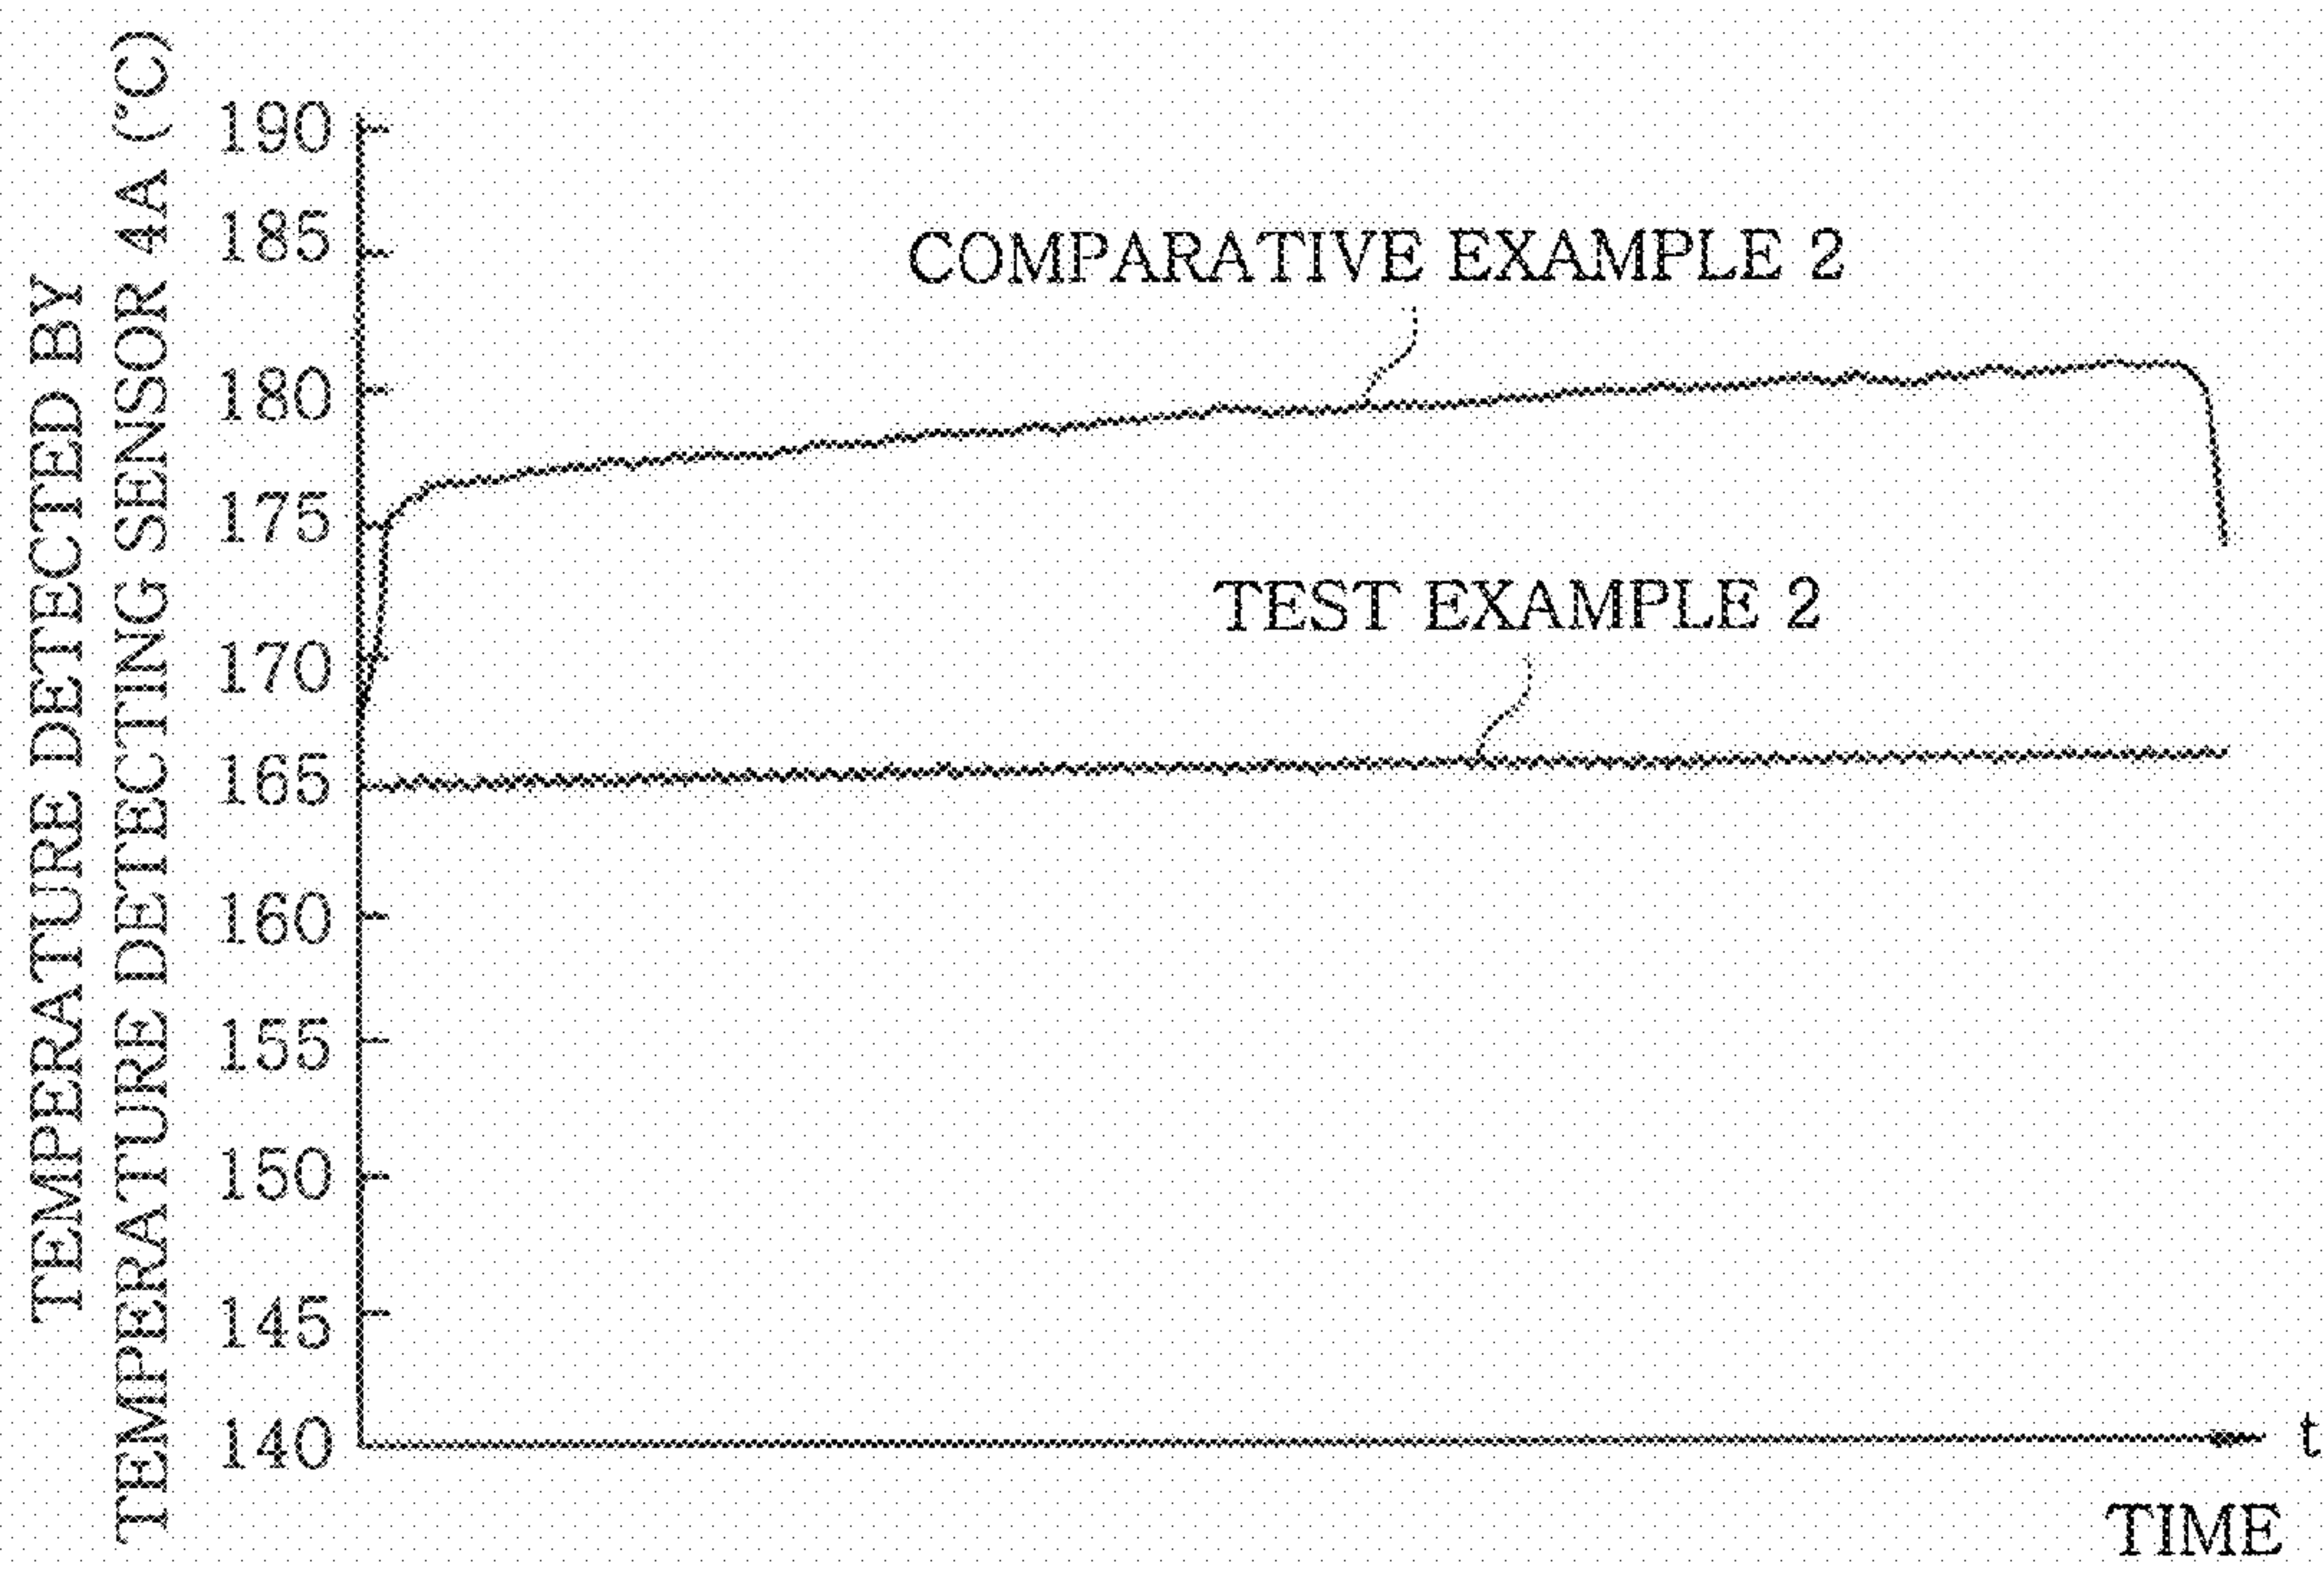 TEMPERATURE DETECTED BY
TEMPERATURE DETECTING SENSOR 4A (°C)
190
185
180
175
170
165
160
155
150
145
140
COMPARATIVE EXAMPLE 2
TEST EXAMPLE 2
t
TIME